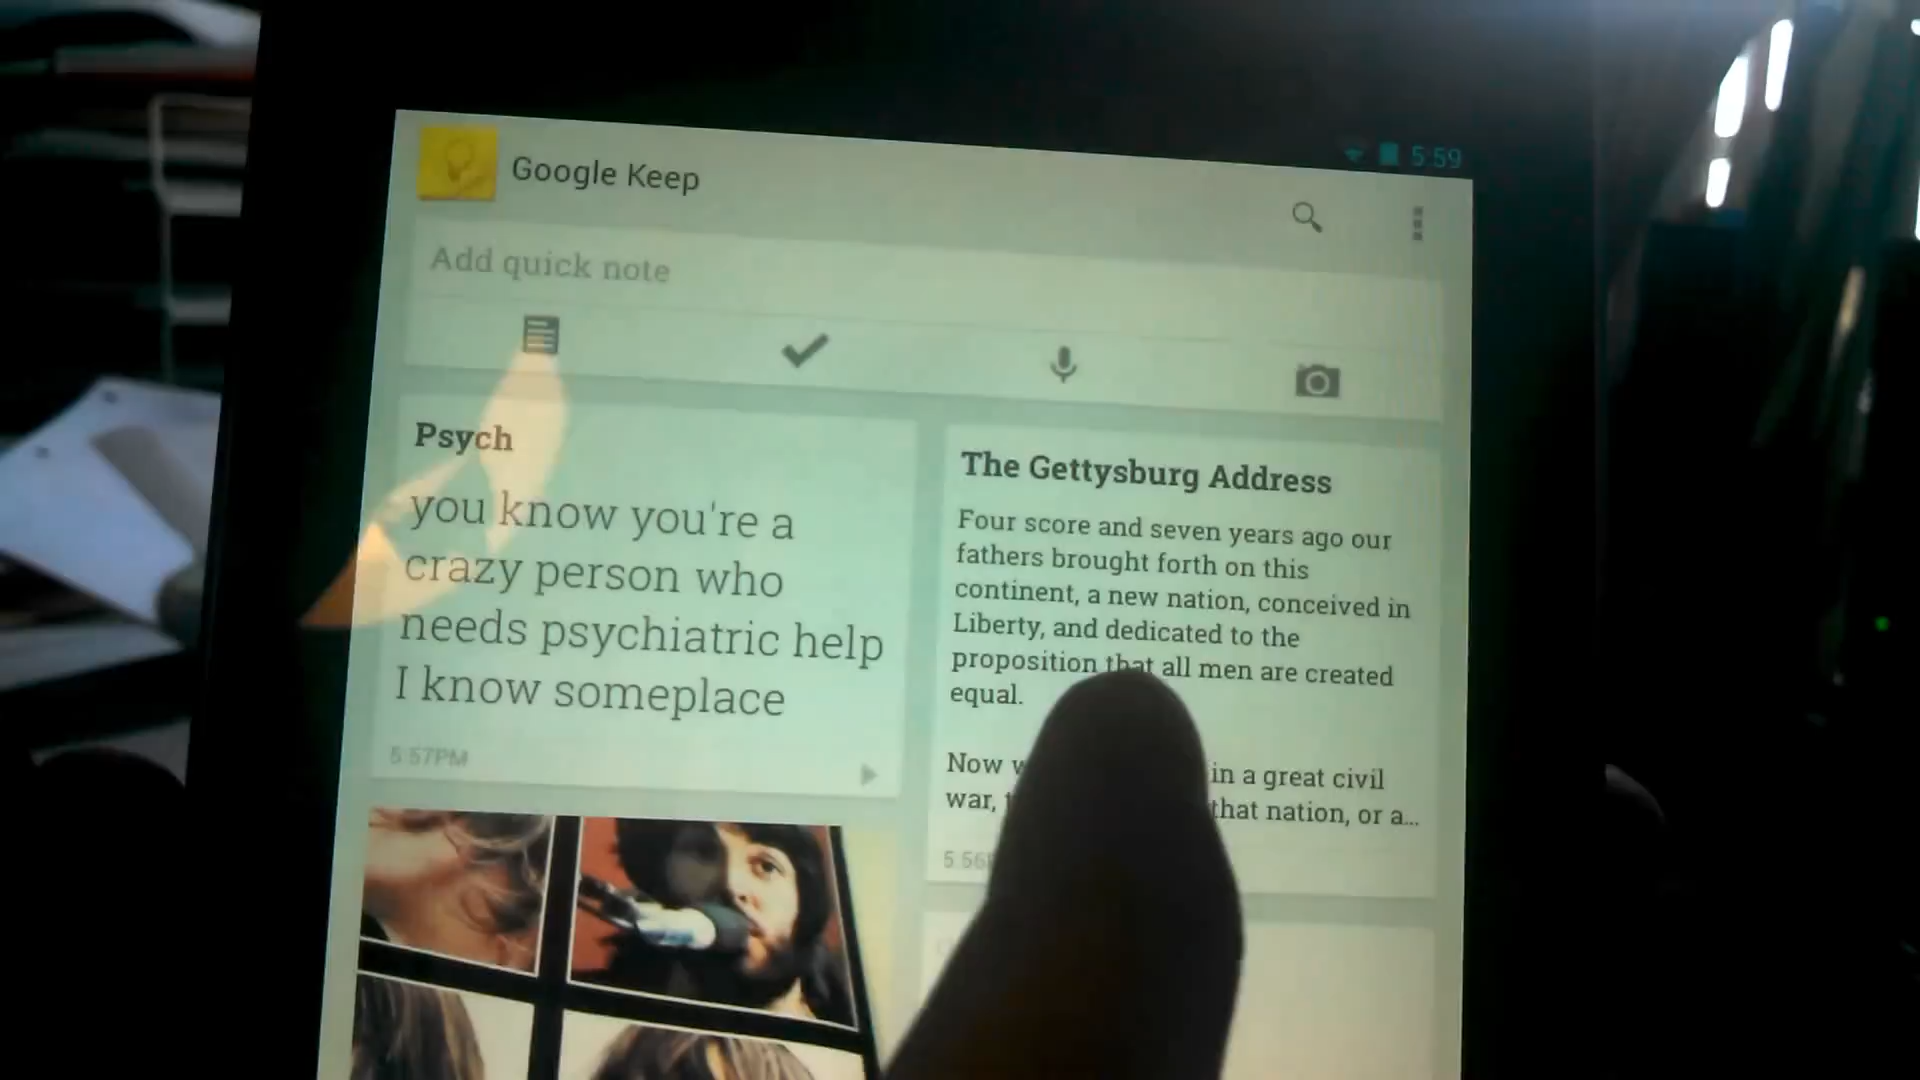 5:59
Google Keep
Add quick note
Psych
you know you're a
crazy person who
needs psychiatric help
I know someplace
5:57PM
The Gettysburg Address
Four score and seven years ago our
fathers brought forth on this
continent, a new nation, conceived in
Liberty, and dedicated to the
proposition that all men are created
equal.
Now in a great civil
war, that nation, or a...
5:56